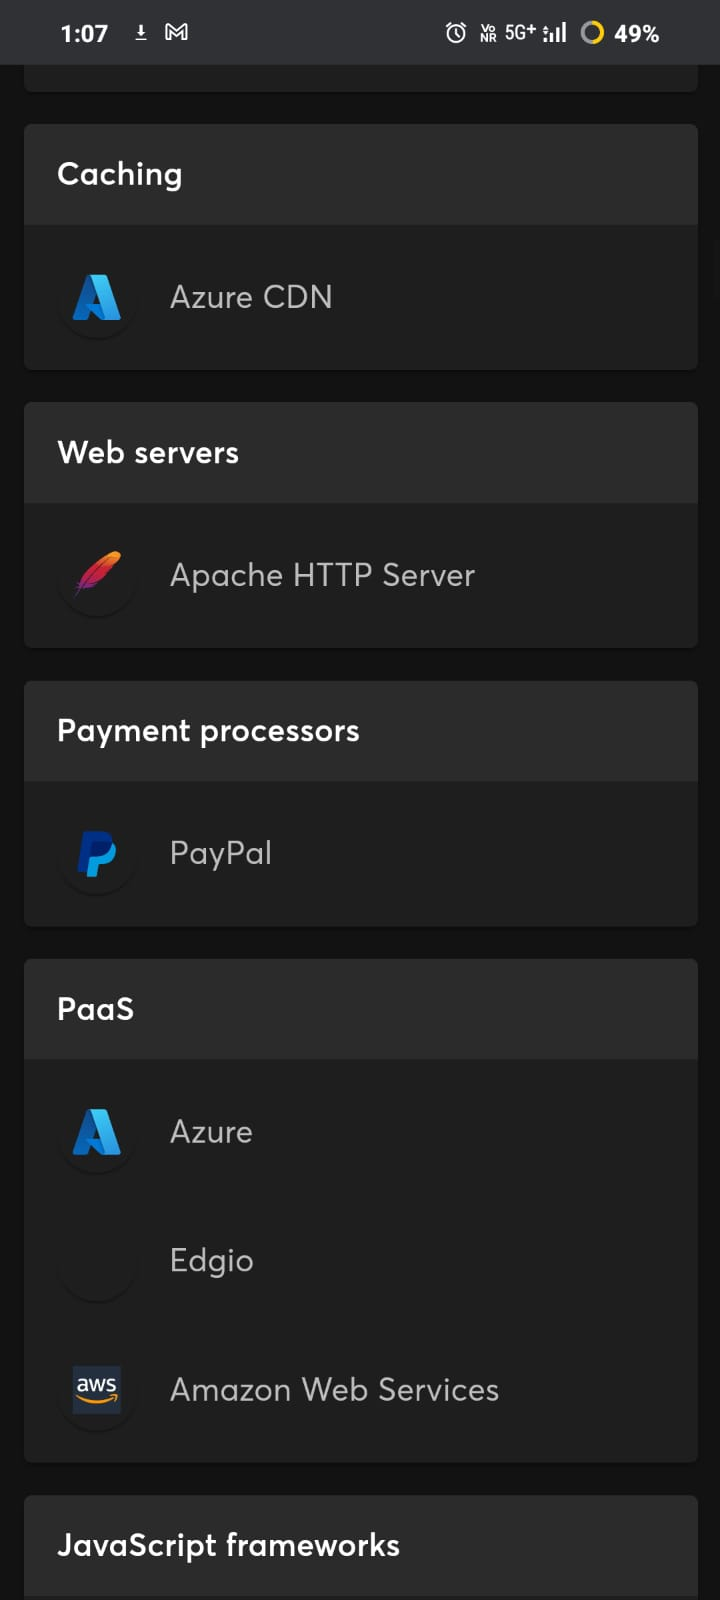 1:07 VoNR 5G+ 49%
Caching
Azure CDN
Web servers
Apache HTTP Server
Payment processors
PayPal
PaaS
Azure
Edgio
aws Amazon Web Services
JavaScript frameworks